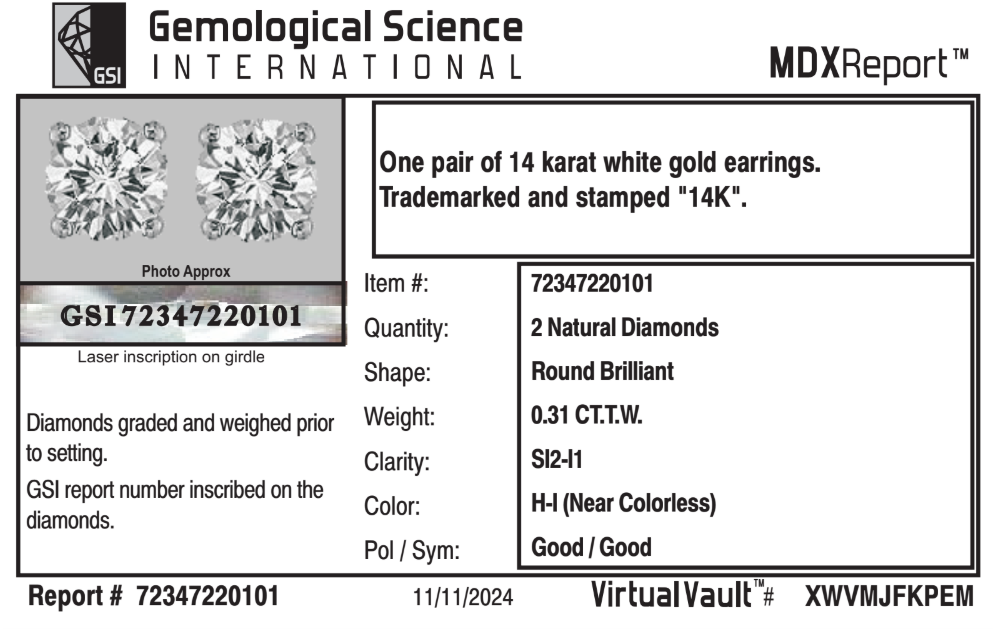 GSI
Gemological Science
INTERNATIONAL
MDXReport™
One pair of 14 karat white gold earrings.
Trademarked and stamped "14K".
Photo Approx
GSI72347220101
Laser inscription on girdle
Diamonds graded and weighed prior
to setting.
GSI report number inscribed on the
diamonds.
Item #: 72347220101
Quantity: 2 Natural Diamonds
Shape: Round Brilliant
Weight: 0.31 CT.T.W.
Clarity: SI2-I1
Color: H-I (Near Colorless)
Pol / Sym: Good / Good
Report # 72347220101
11/11/2024
VirtualVault™# XWVMJFKPEM